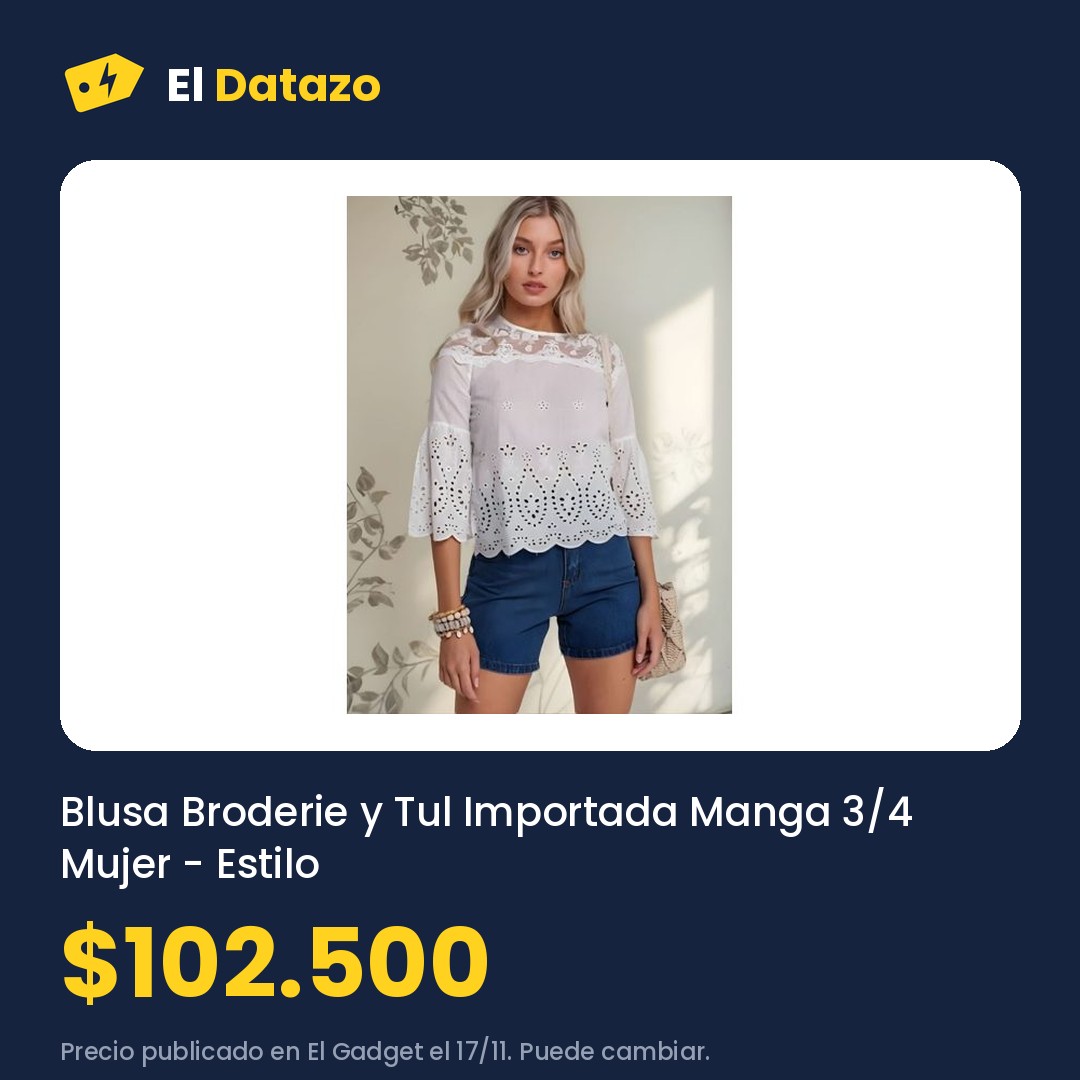 El Datazo
Blusa Broderie y Tul Importada Manga 3/4
Mujer - Estilo
$102.500
Precio publicado en El Gadget el 17/11. Puede cambiar.